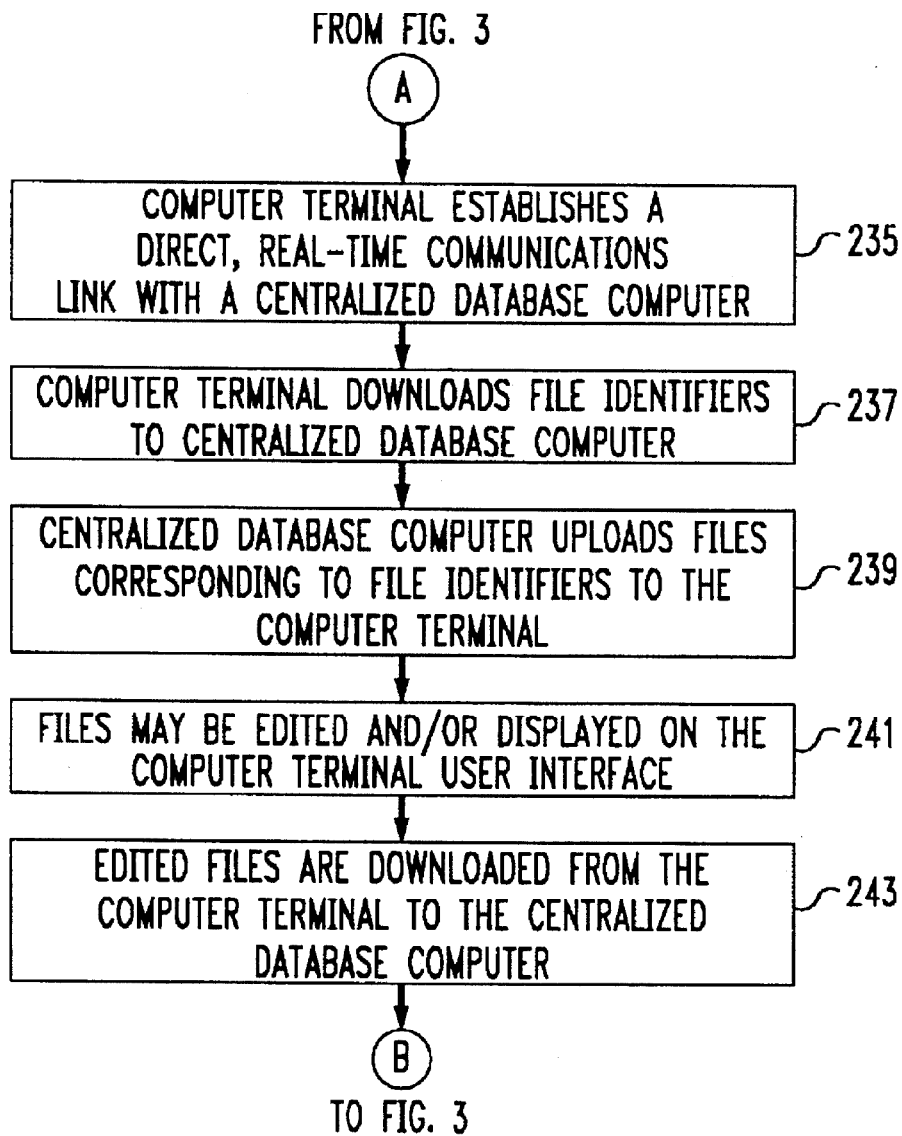 FROM FIG. 3
A
COMPUTER TERMINAL ESTABLISHES A
DIRECT, REAL-TIME COMMUNICATIONS
LINK WITH A CENTRALIZED DATABASE COMPUTER
235
COMPUTER TERMINAL DOWNLOADS FILE IDENTIFIERS
TO CENTRALIZED DATABASE COMPUTER
237
CENTRALIZED DATABASE COMPUTER UPLOADS FILES
CORRESPONDING TO FILE IDENTIFIERS TO THE
COMPUTER TERMINAL
239
FILES MAY BE EDITED AND/OR DISPLAYED ON THE
COMPUTER TERMINAL USER INTERFACE
241
EDITED FILES ARE DOWNLOADED FROM THE
COMPUTER TERMINAL TO THE CENTRALIZED
DATABASE COMPUTER
243
B
TO FIG. 3